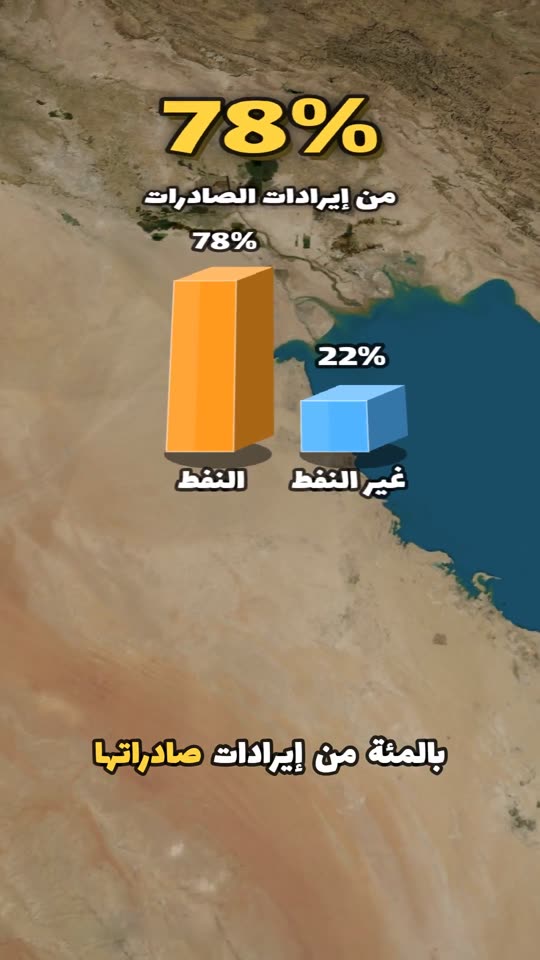 78%
من إيرادات الصادرات
78%
22%
النفط
غير النفط
بالمئة من إيرادات صادراتها